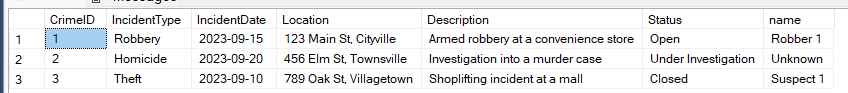 CrimeID IncidentType IncidentDate Location Description Status name
1 1 Robbery 2023-09-15 123 Main St, Cityville Armed robbery at a convenience store Open Robber 1
2 2 Homicide 2023-09-20 456 Elm St, Townsville Investigation into a murder case Under Investigation Unknown
3 3 Theft 2023-09-10 789 Oak St, Villagetown Shoplifting incident at a mall Closed Suspect 1